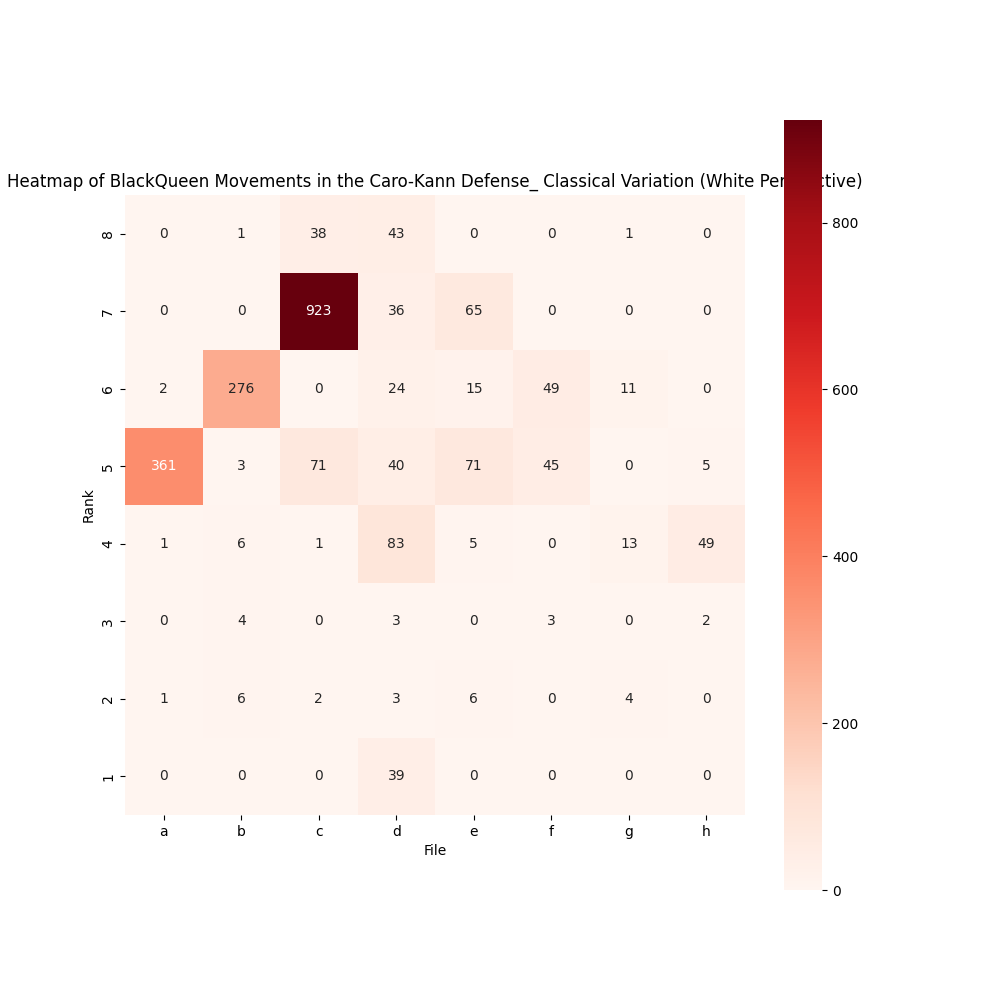 Heatmap of BlackQueen Movements in the Caro-Kann Defense_ Classical Variation (White Perspective)
8 0 1 38 43 0 0 1 0
7 0 0 923 36 65 0 0 0
6 2 276 0 24 15 49 11 0
5 361 3 71 40 71 45 0 5
4 1 6 1 83 5 0 13 49
3 0 4 0 3 0 3 0 2
2 1 6 2 3 6 0 4 0
1 0 0 0 39 0 0 0 0
a b c d e f g h
File
Rank
800
600
400
200
0